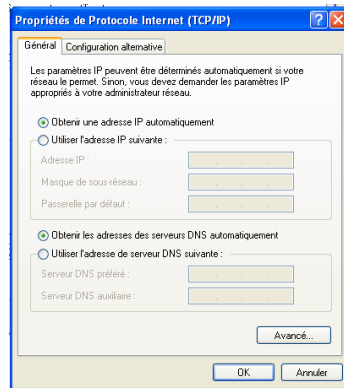 Propriétés de Protocole Internet (TCP/IP)
Général
Configuration alternative
Les paramètres IP peuvent être déterminés automatiquement si votre
réseau le permet. Sinon, vous devez demander les paramètres IP
appropriés à votre administrateur réseau.
Obtenir une adresse IP automatiquement
Utiliser l'adresse IP suivante :
Adresse IP :
Masque de sous-réseau :
Passerelle par défaut :
Obtenir les adresses des serveurs DNS automatiquement
Utiliser l'adresse de serveur DNS suivante :
Serveur DNS préféré :
Serveur DNS auxiliaire :
Avancé...
OK
Annuler